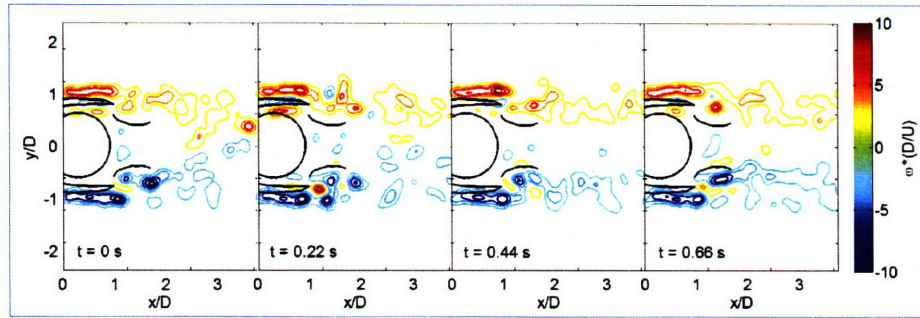 2
1
0
-1
-2
y/D
t = 0 s
t = 0.22 s
t = 0.44 s
t = 0.66 s
0 1 2 3
0 1 2 3
0 1 2 3
0 1 2 3
x/D
x/D
x/D
x/D
10
5
0
-5
-10
ω*(D/U)